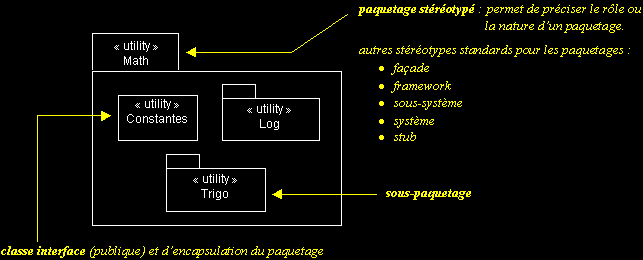 paquetage stéréotypé : permet de préciser le rôle ou
la nature d'un paquetage.
« utility »
Math
autres stéréotypes standards pour les paquetages :
• façade
• framework
• sous-système
• système
• stub
« utility »
Constantes
« utility »
Log
« utility »
Trigo
sous-paquetage
classe interface (publique) et d'encapsulation du paquetage